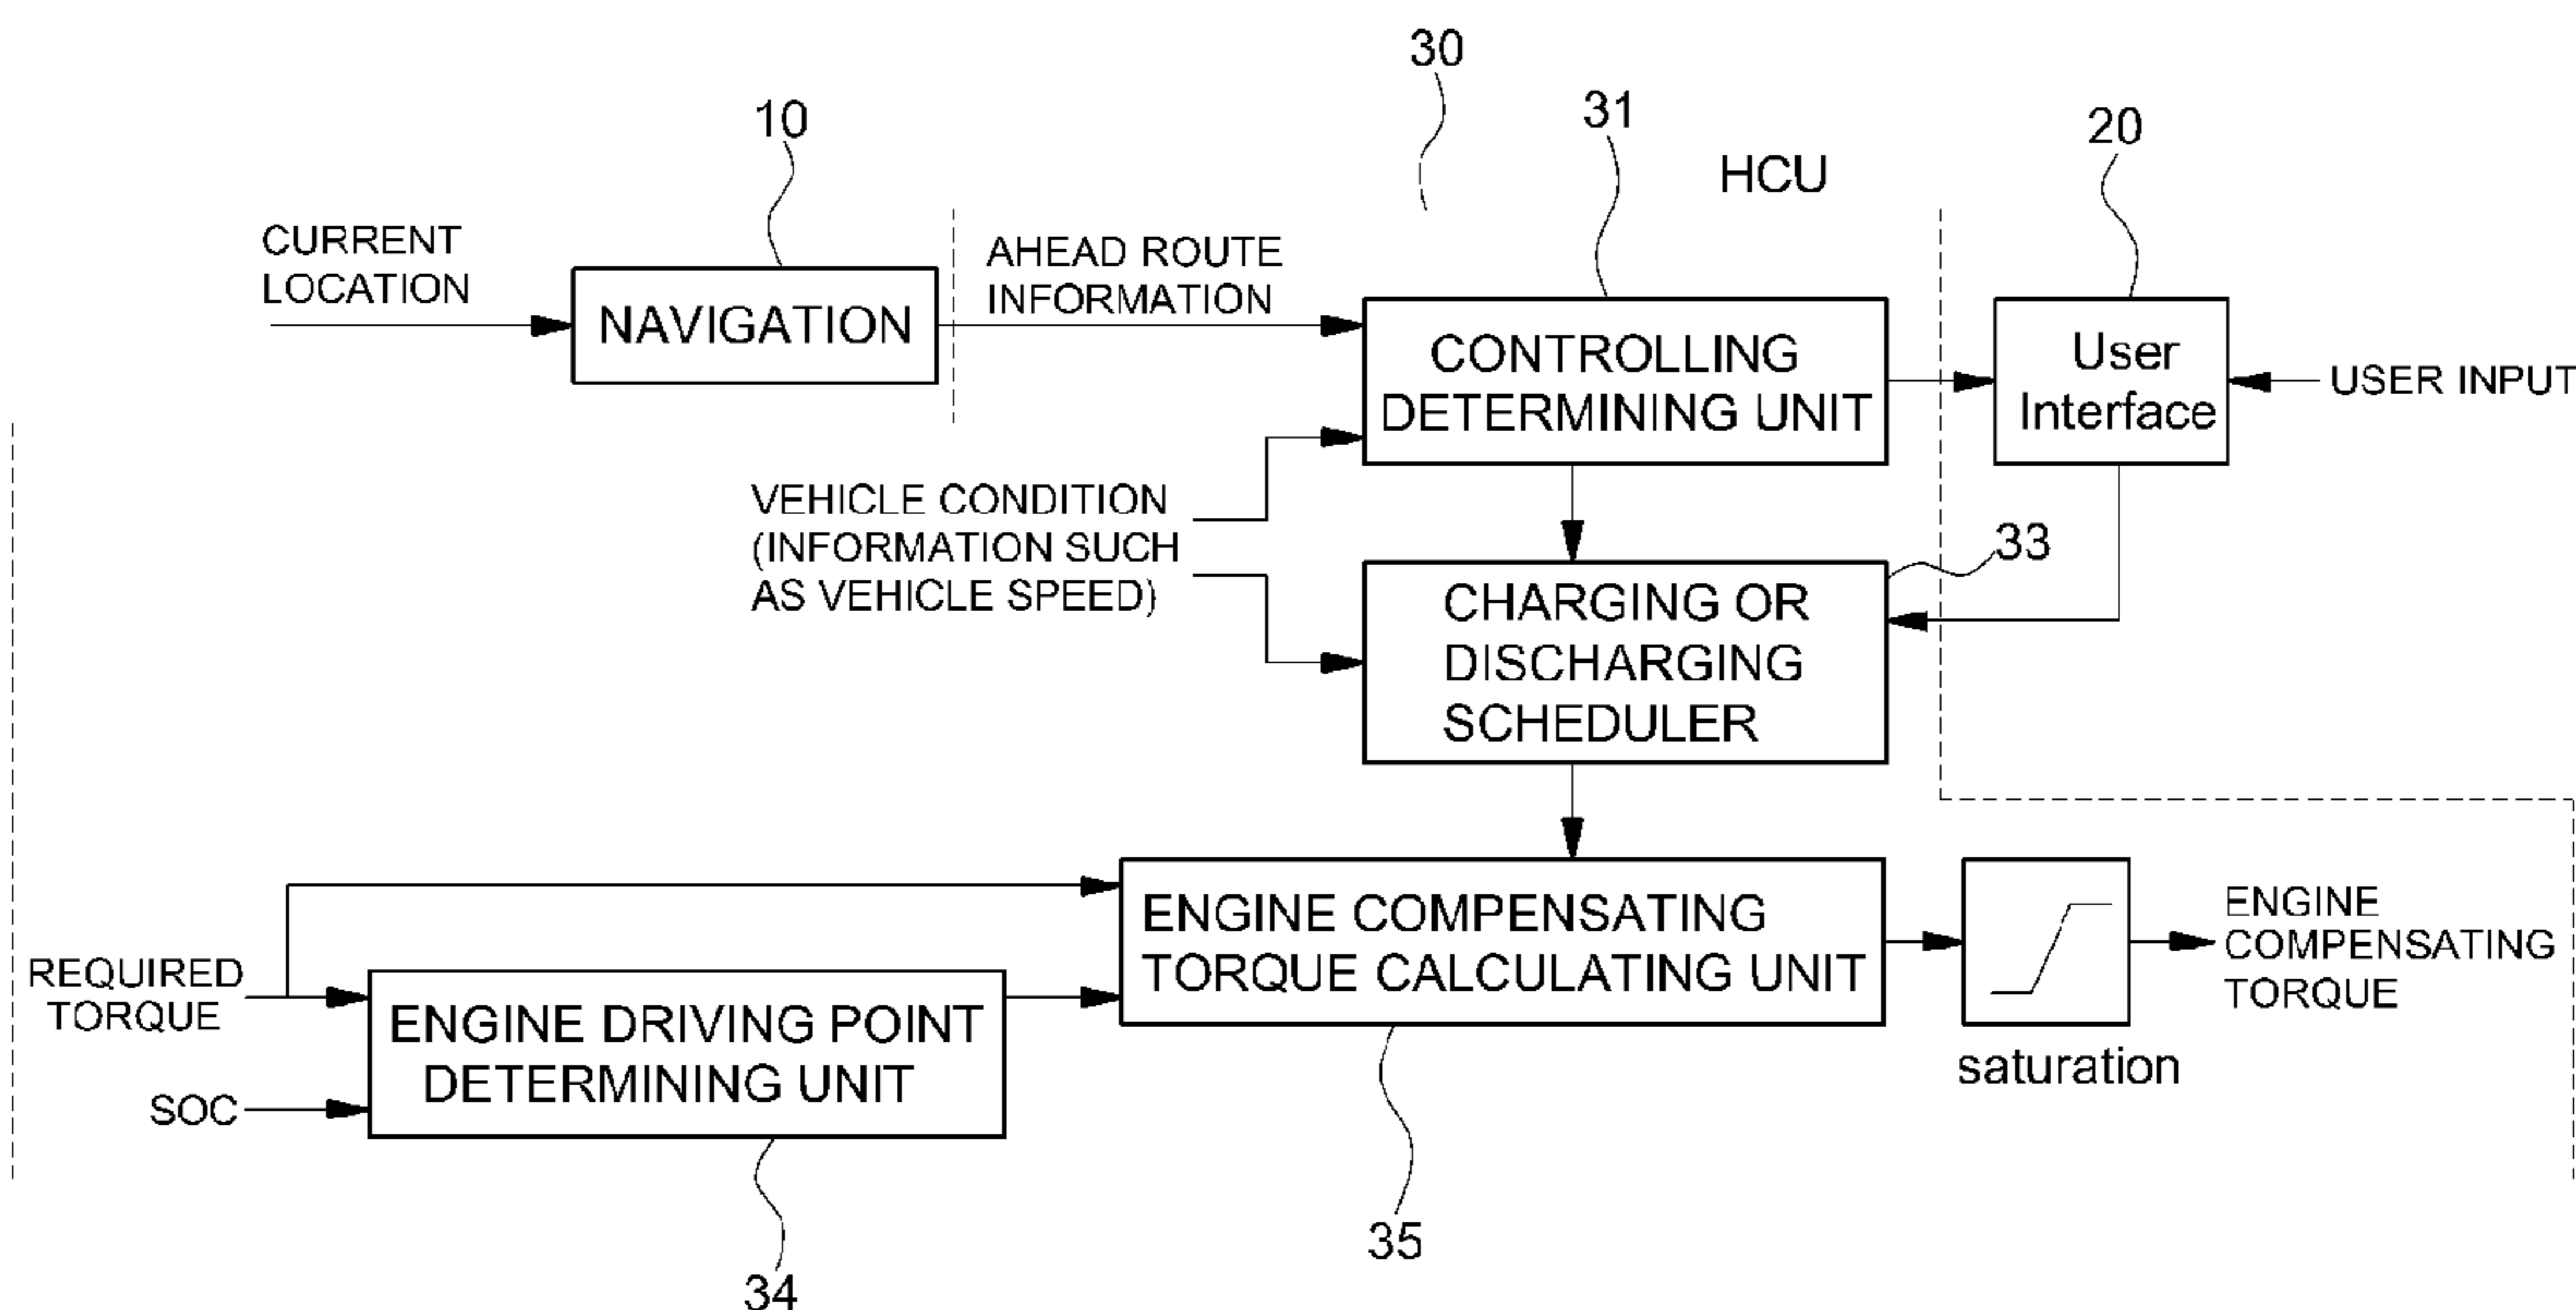 30
10
31
20
HCU
CURRENT
LOCATION
NAVIGATION
AHEAD ROUTE
INFORMATION
CONTROLLING
DETERMINING UNIT
User
Interface
USER INPUT
VEHICLE CONDITION
(INFORMATION SUCH
AS VEHICLE SPEED)
33
CHARGING OR
DISCHARGING
SCHEDULER
REQUIRED
TORQUE
SOC
ENGINE DRIVING POINT
DETERMINING UNIT
ENGINE COMPENSATING
TORQUE CALCULATING UNIT
saturation
ENGINE
COMPENSATING
TORQUE
35
34